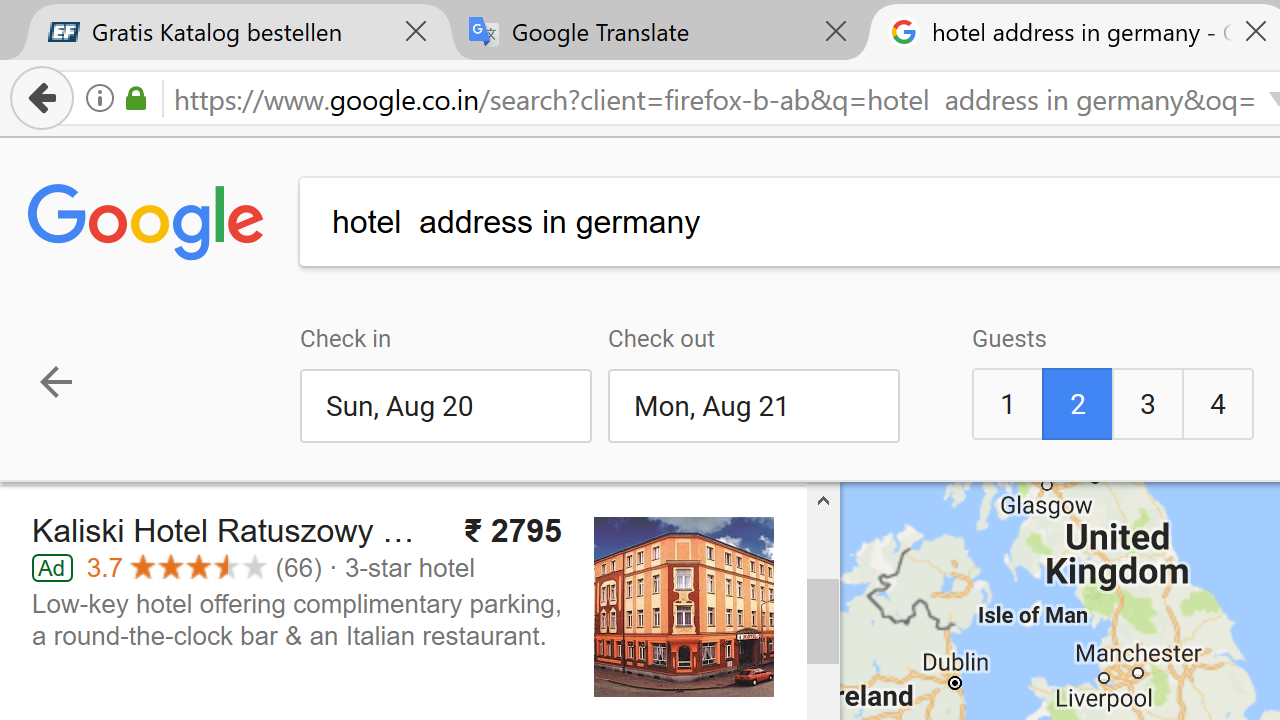 EF Gratis Katalog bestellen
Google Translate
hotel address in germany -
https://www.google.co.in/search?client=firefox-b-ab&q=hotel  address in germany&oq=
Google
hotel  address in germany
Check in
Check out
Guests
Sun, Aug 20
Mon, Aug 21
1
2
3
4
Kaliski Hotel Ratuszowy ...
₹ 2795
Ad 3.7 (66) · 3-star hotel
Low-key hotel offering complimentary parking,
a round-the-clock bar & an Italian restaurant.
Glasgow
United
Kingdom
Isle of Man
Dublin
Manchester
reland
Liverpool